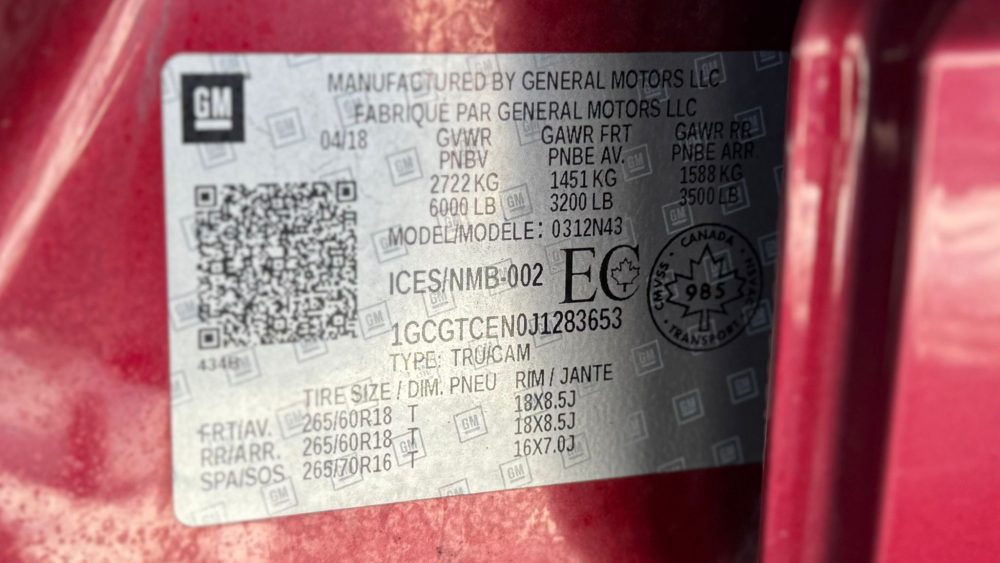 GM
MANUFACTURED BY GENERAL MOTORS LLC
FABRIQUE PAR GENERAL MOTORS LLC
04/18 GVWR GAWR FRT GAWR RR
PNBV PNBE AV. PNBE ARR.
2722 KG 1451 KG 1588 KG
6000 LB 3200 LB 3500 LB
MODEL/MODELE: 0312N43
ICES/NMB-002 EC
CANADA
CMVSS · NSVAC
985
TRANSPORT
1GCGTCEN0J1283653
TYPE: TRU/CAM
4348
TIRE SIZE / DIM. PNEU RIM / JANTE
FRT/AV. 265/60R18 T 18X8.5J
RR/ARR. 265/60R18 T 18X8.5J
SPA/SOS. 265/70R16 T 16X7.0J